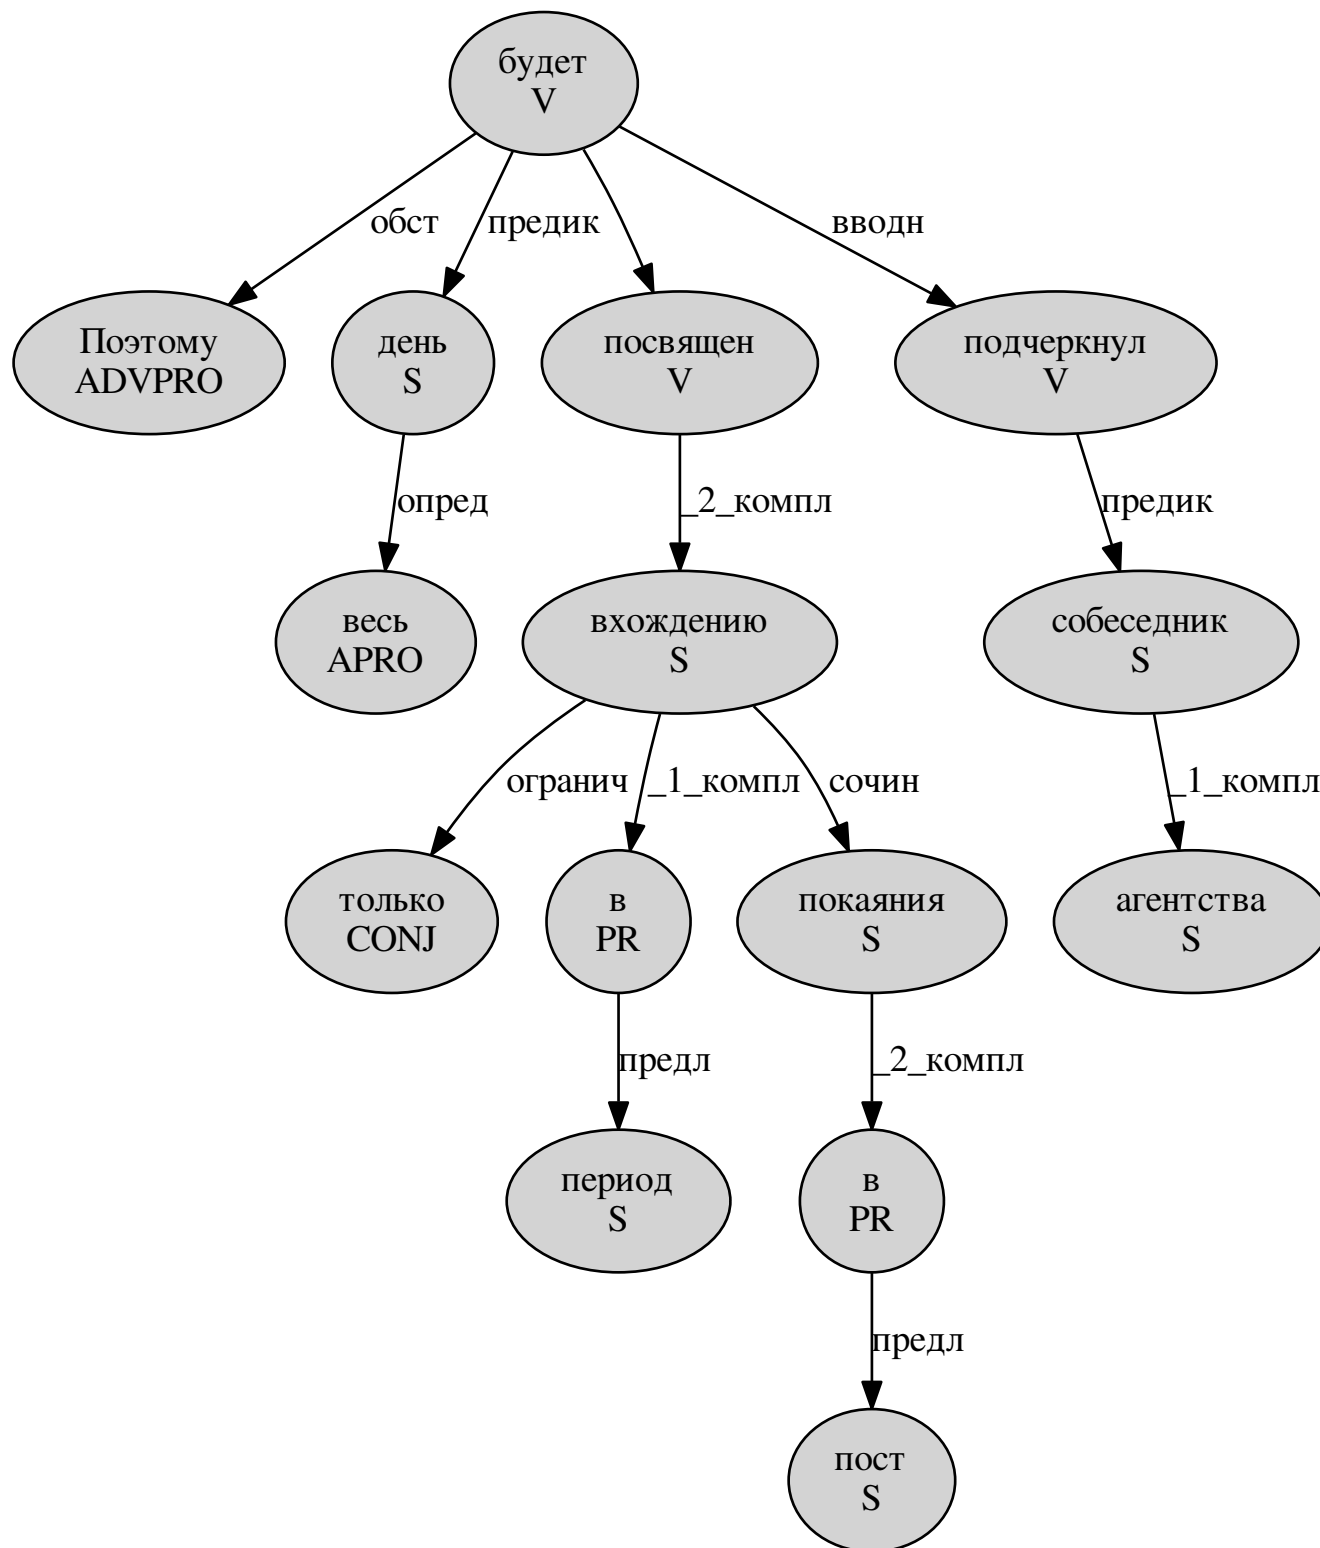 будет
V
обст
предик
вводн
Поэтому
ADVPRO
день
S
посвящен
V
подчеркнул
V
опред
_2_компл
предик
весь
APRO
вхождению
S
собеседник
S
огранич
_1_компл
сочин
_1_компл
только
CONJ
в
PR
покаяния
S
агентства
S
предл
_2_компл
период
S
в
PR
предл
пост
S